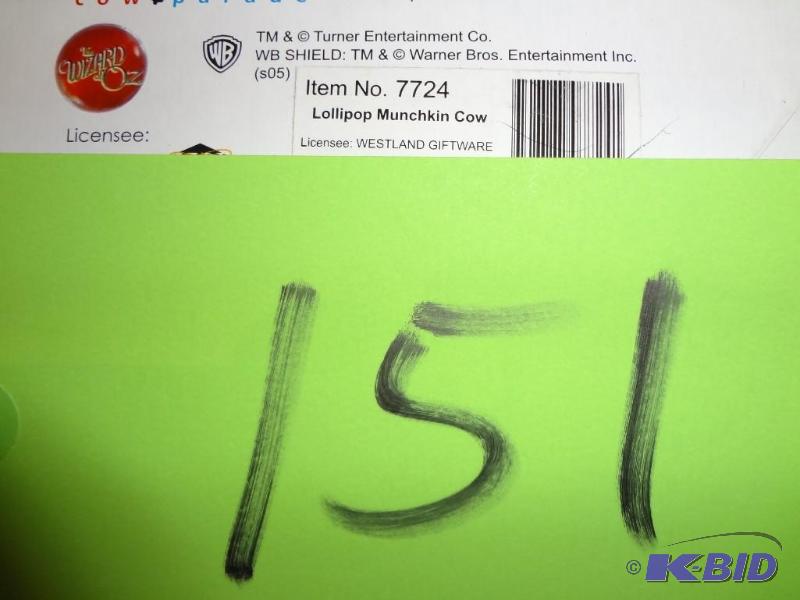 cow parade
The
WIZARD
of OZ
WB
TM & © Turner Entertainment Co.
WB SHIELD: TM & © Warner Bros. Entertainment Inc.
(s05)
Item No. 7724
Lollipop Munchkin Cow
Licensee:
Licensee: WESTLAND GIFTWARE
151
© K-BID